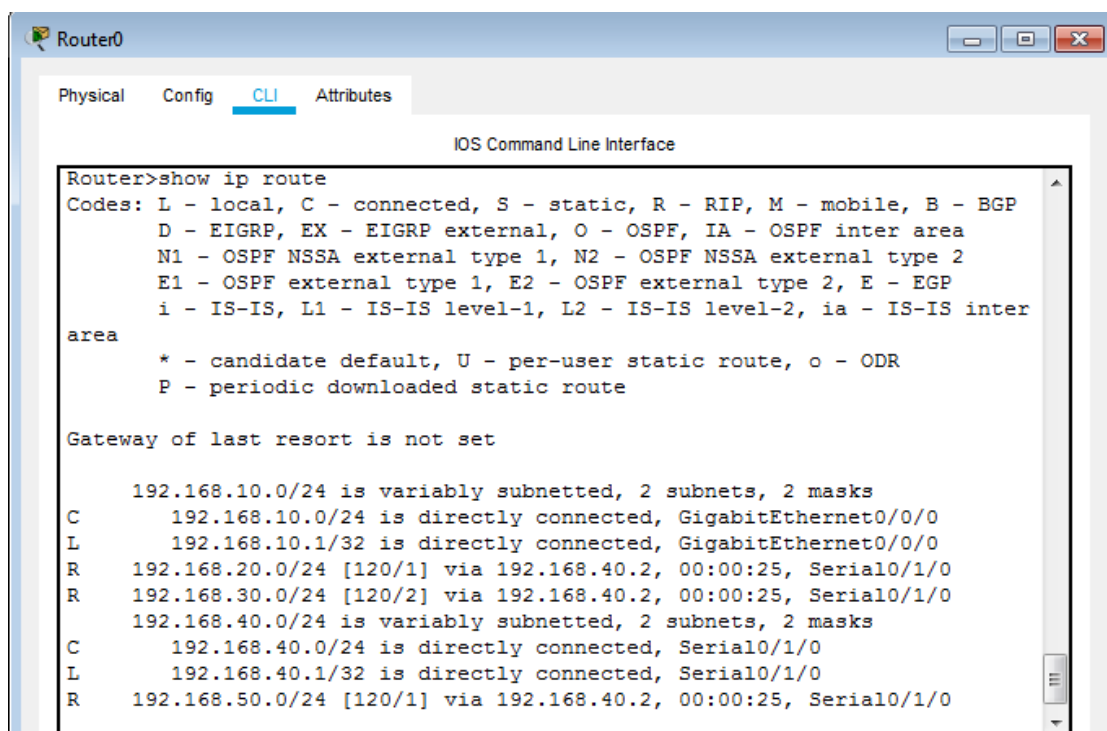 Router0
Physical Config CLI Attributes
IOS Command Line Interface
Router>show ip route
Codes: L - local, C - connected, S - static, R - RIP, M - mobile, B - BGP
D - EIGRP, EX - EIGRP external, O - OSPF, IA - OSPF inter area
N1 - OSPF NSSA external type 1, N2 - OSPF NSSA external type 2
E1 - OSPF external type 1, E2 - OSPF external type 2, E - EGP
i - IS-IS, L1 - IS-IS level-1, L2 - IS-IS level-2, ia - IS-IS inter
area
* - candidate default, U - per-user static route, o - ODR
P - periodic downloaded static route
Gateway of last resort is not set
192.168.10.0/24 is variably subnetted, 2 subnets, 2 masks
C 192.168.10.0/24 is directly connected, GigabitEthernet0/0/0
L 192.168.10.1/32 is directly connected, GigabitEthernet0/0/0
R 192.168.20.0/24 [120/1] via 192.168.40.2, 00:00:25, Serial0/1/0
R 192.168.30.0/24 [120/2] via 192.168.40.2, 00:00:25, Serial0/1/0
192.168.40.0/24 is variably subnetted, 2 subnets, 2 masks
C 192.168.40.0/24 is directly connected, Serial0/1/0
L 192.168.40.1/32 is directly connected, Serial0/1/0
R 192.168.50.0/24 [120/1] via 192.168.40.2, 00:00:25, Serial0/1/0